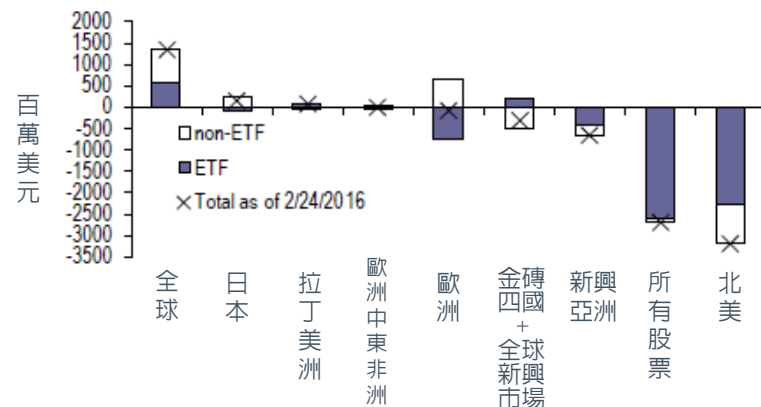 2000
1500
1000
500
0
-500
-1000
-1500
-2000
-2500
-3000
-3500
百萬美元
non-ETF
ETF
Total as of 2/24/2016
全球
日本
拉丁美洲
歐洲中東非洲
歐洲
金磚四國+全球新興市場
新興亞洲
所有股票
北美